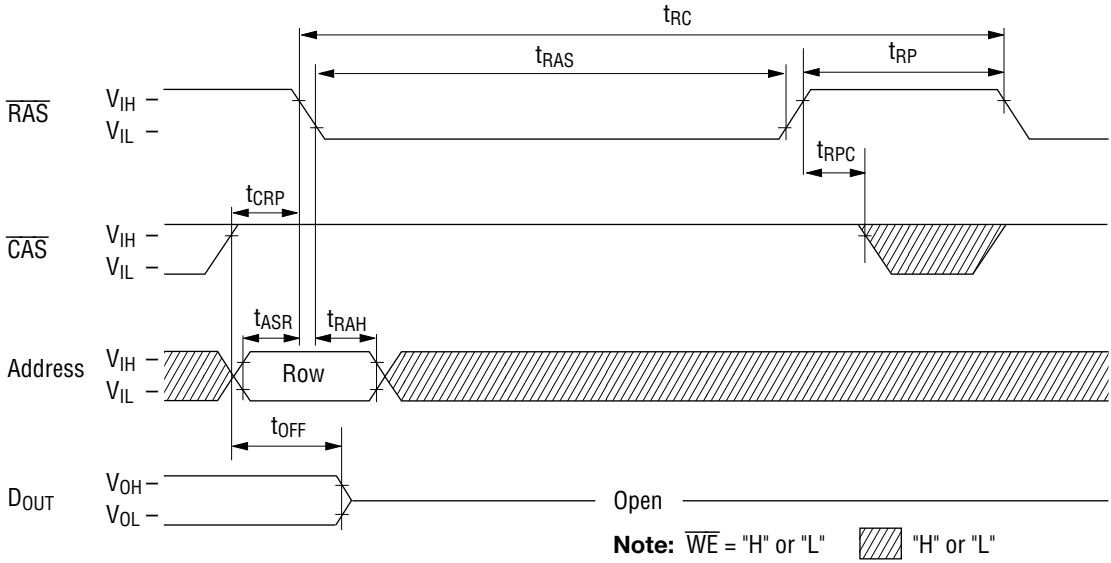 tRC
tRAS
tRP
RAS
VIH
VIL
tRPC
tCRP
CAS
VIH
VIL
tASR
tRAH
Address
VIH
VIL
Row
tOFF
DOUT
VOH
VOL
Open
Note: WE = "H" or "L"
"H" or "L"